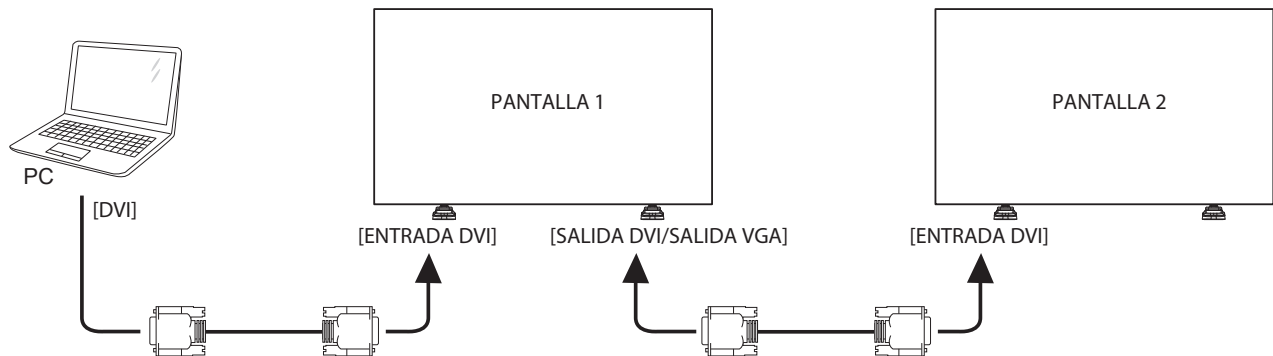 PANTALLA 1
PANTALLA 2
PC
[DVI]
[ENTRADA DVI]
[SALIDA DVI/SALIDA VGA]
[ENTRADA DVI]